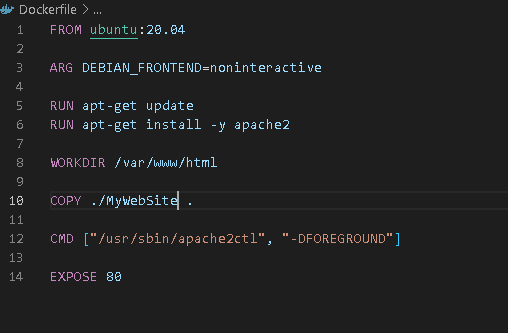 Dockerfile > ...
1 FROM ubuntu:20.04
2
3 ARG DEBIAN_FRONTEND=noninteractive
4
5 RUN apt-get update
6 RUN apt-get install -y apache2
7
8 WORKDIR /var/www/html
9
10 COPY ./MyWebSite .
11
12 CMD ["/usr/sbin/apache2ctl", "-DFOREGROUND"]
13
14 EXPOSE 80